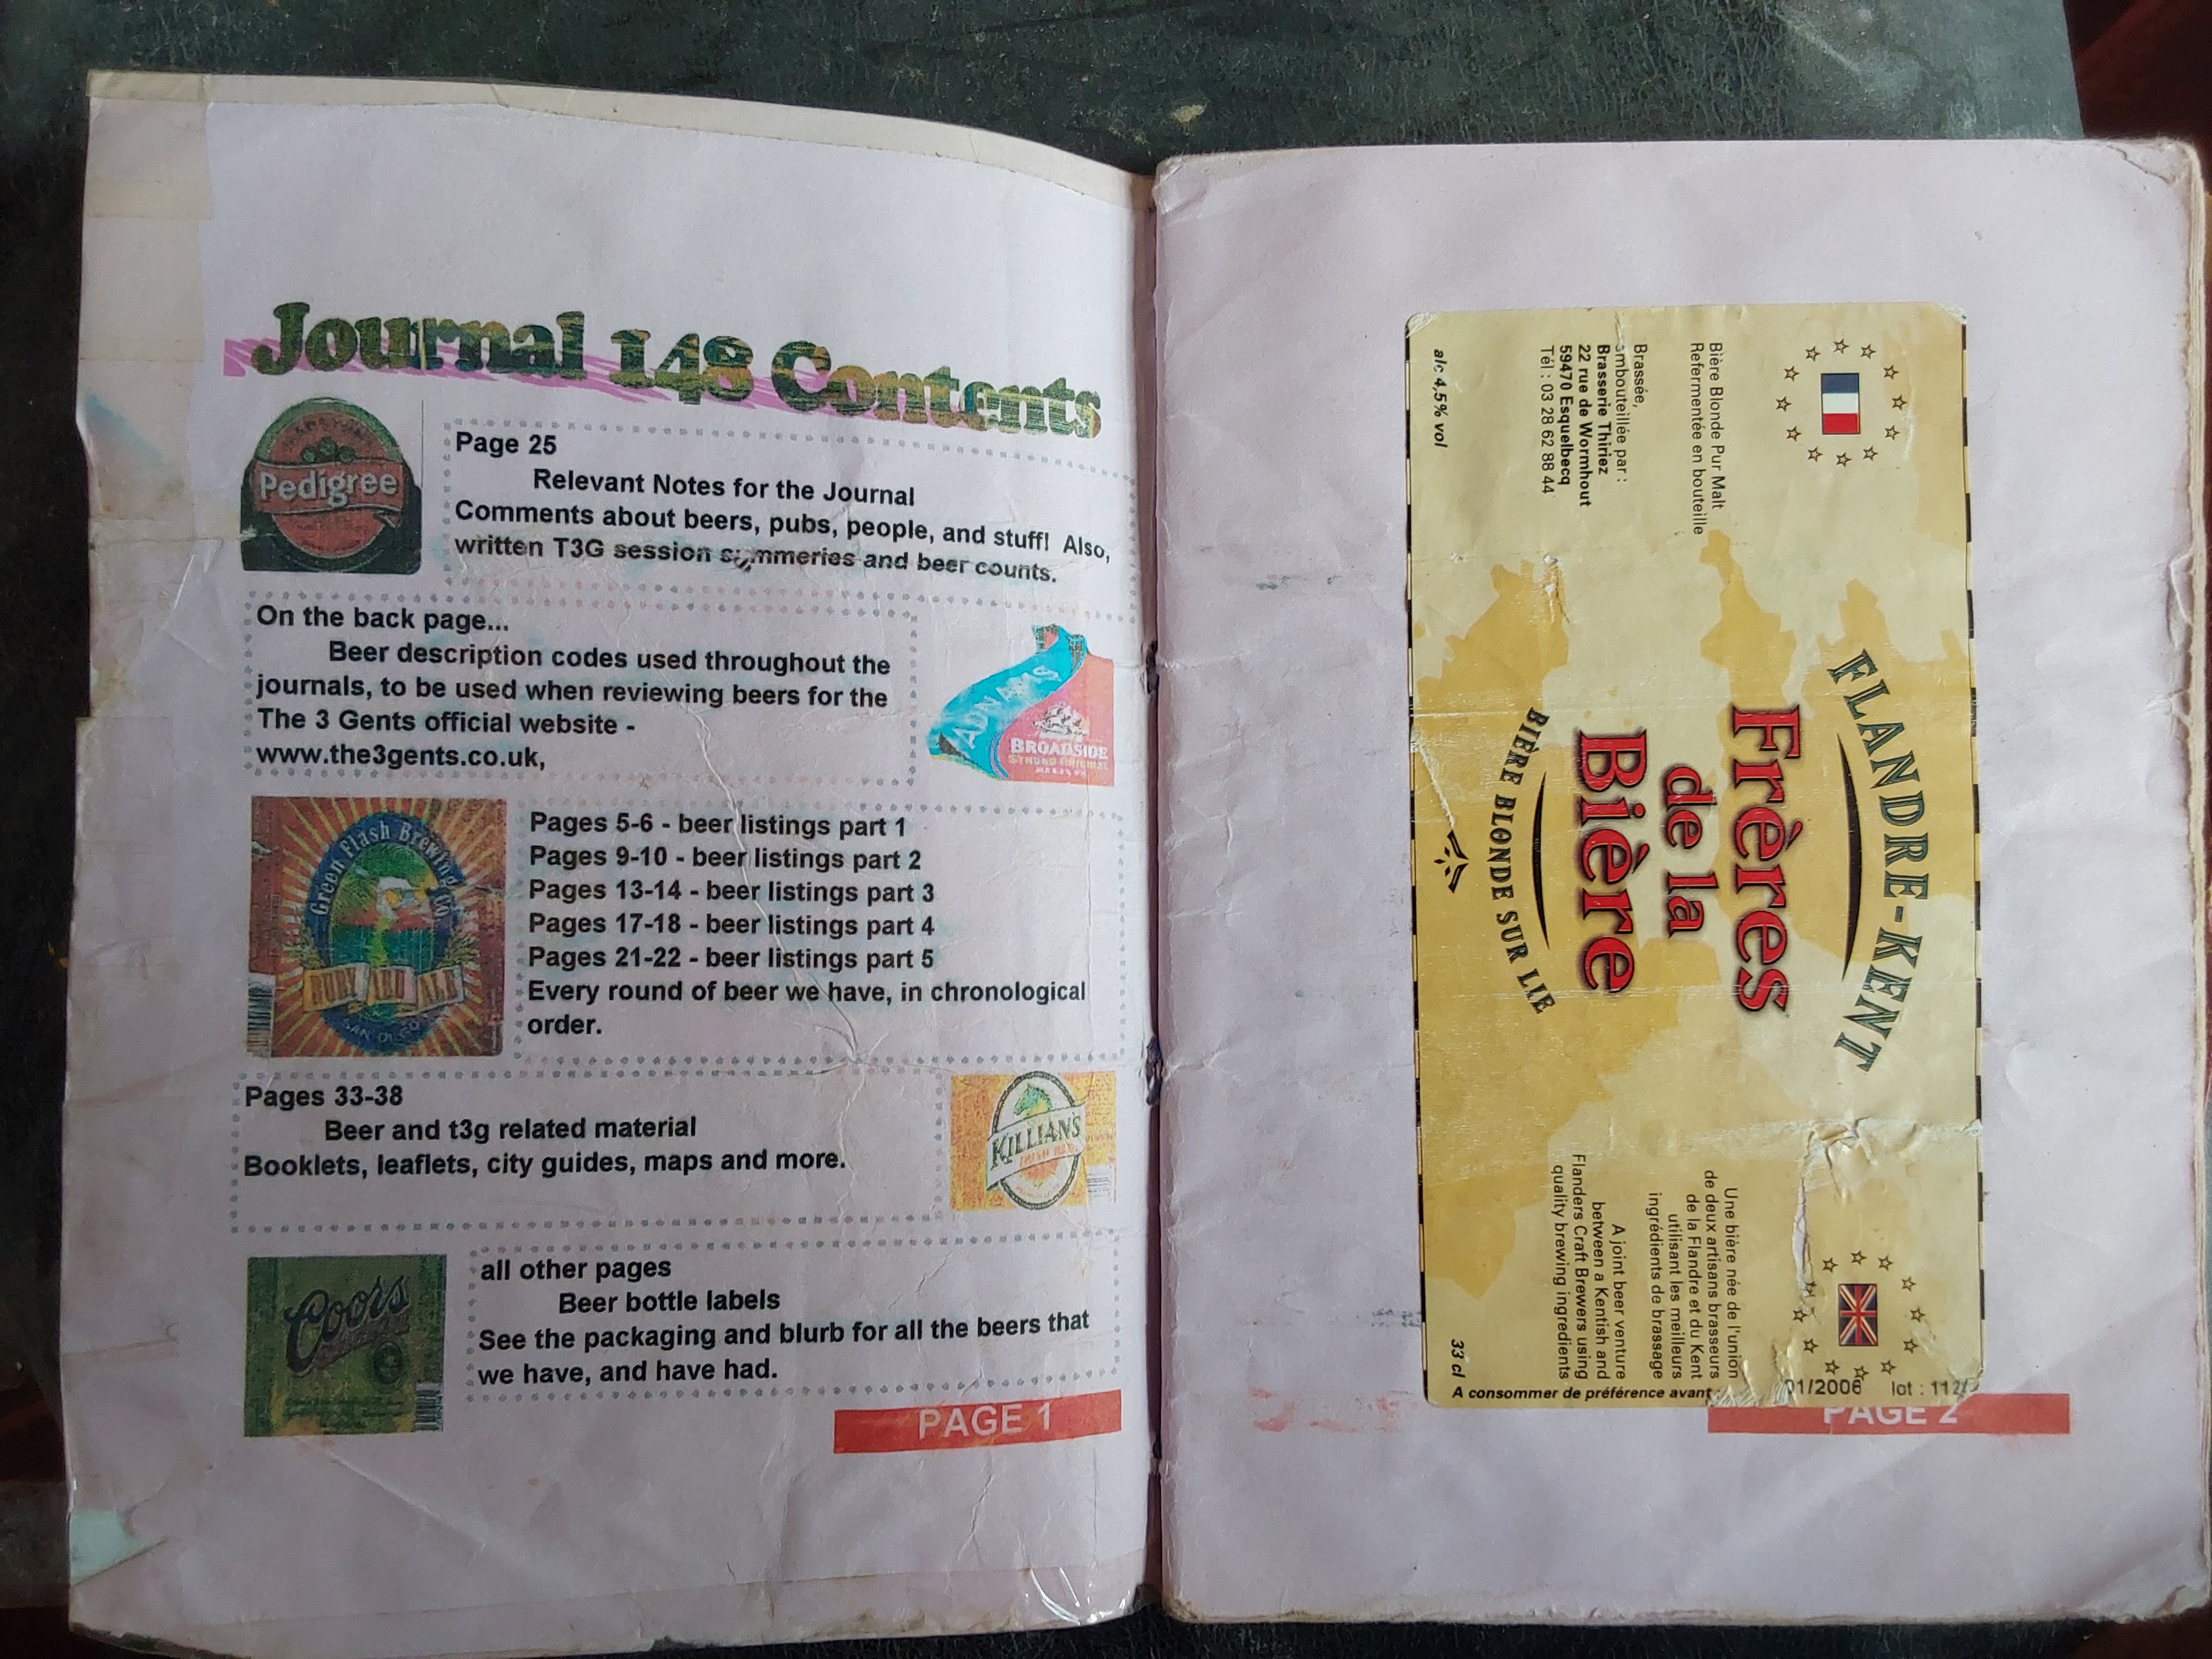 Journal 148 Contents
Pedigree
Page 25
Relevant Notes for the Journal
Comments about beers, pubs, people, and stuff! Also,
written T3G session summeries and beer counts.
On the back page...
Beer description codes used throughout the
journals, to be used when reviewing beers for the
The 3 Gents official website -
www.the3gents.co.uk,
ADNAMS
BROADSIDE
STRONG ORIGINAL
Green Flash Brewing Co
RUBY RED ALE
SAN DIEGO
Pages 5-6 - beer listings part 1
Pages 9-10 - beer listings part 2
Pages 13-14 - beer listings part 3
Pages 17-18 - beer listings part 4
Pages 21-22 - beer listings part 5
Every round of beer we have, in chronological
order.
Pages 33-38
Beer and t3g related material
Booklets, leaflets, city guides, maps and more.
KILLIAN'S
IRISH RED
Coors
all other pages
Beer bottle labels
See the packaging and blurb for all the beers that
we have, and have had.
PAGE 1
Bière Blonde Pur Malt
Refermentée en bouteille
Brassée,
embouteillée par :
Brasserie Thiriez
22 rue de Wormhout
59470 Esquelbecq
Tél : 03 28 62 88 44
alc 4,5% vol
FLANDRE-KENT
Frères
de la
Bière
BIÈRE BLONDE SUR LIE
Une bière née de l'union
de deux artisans brasseurs
de la Flandre et du Kent
utilisant les meilleurs
ingrédients de brassage
A joint beer venture
between a Kentish and
Flanders Craft Brewers using
quality brewing ingredients
33 cl
A consommer de préférence avant : 01/2006 lot : 112
PAGE 2